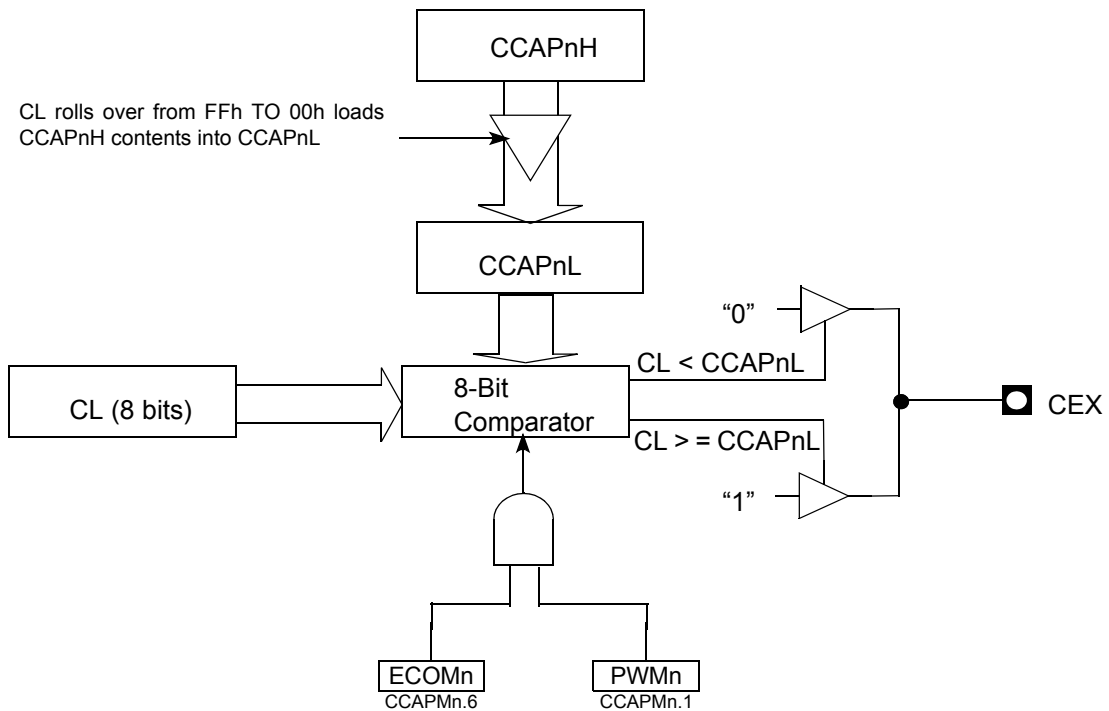 CCAPnH
CL rolls over from FFh TO 00h loads
CCAPnH contents into CCAPnL
CCAPnL
“0”
CL < CCAPnL
CL (8 bits)
8-Bit
Comparator
CEX
CL > = CCAPnL
“1”
ECOMn
PWMn
CCAPMn.6
CCAPMn.1